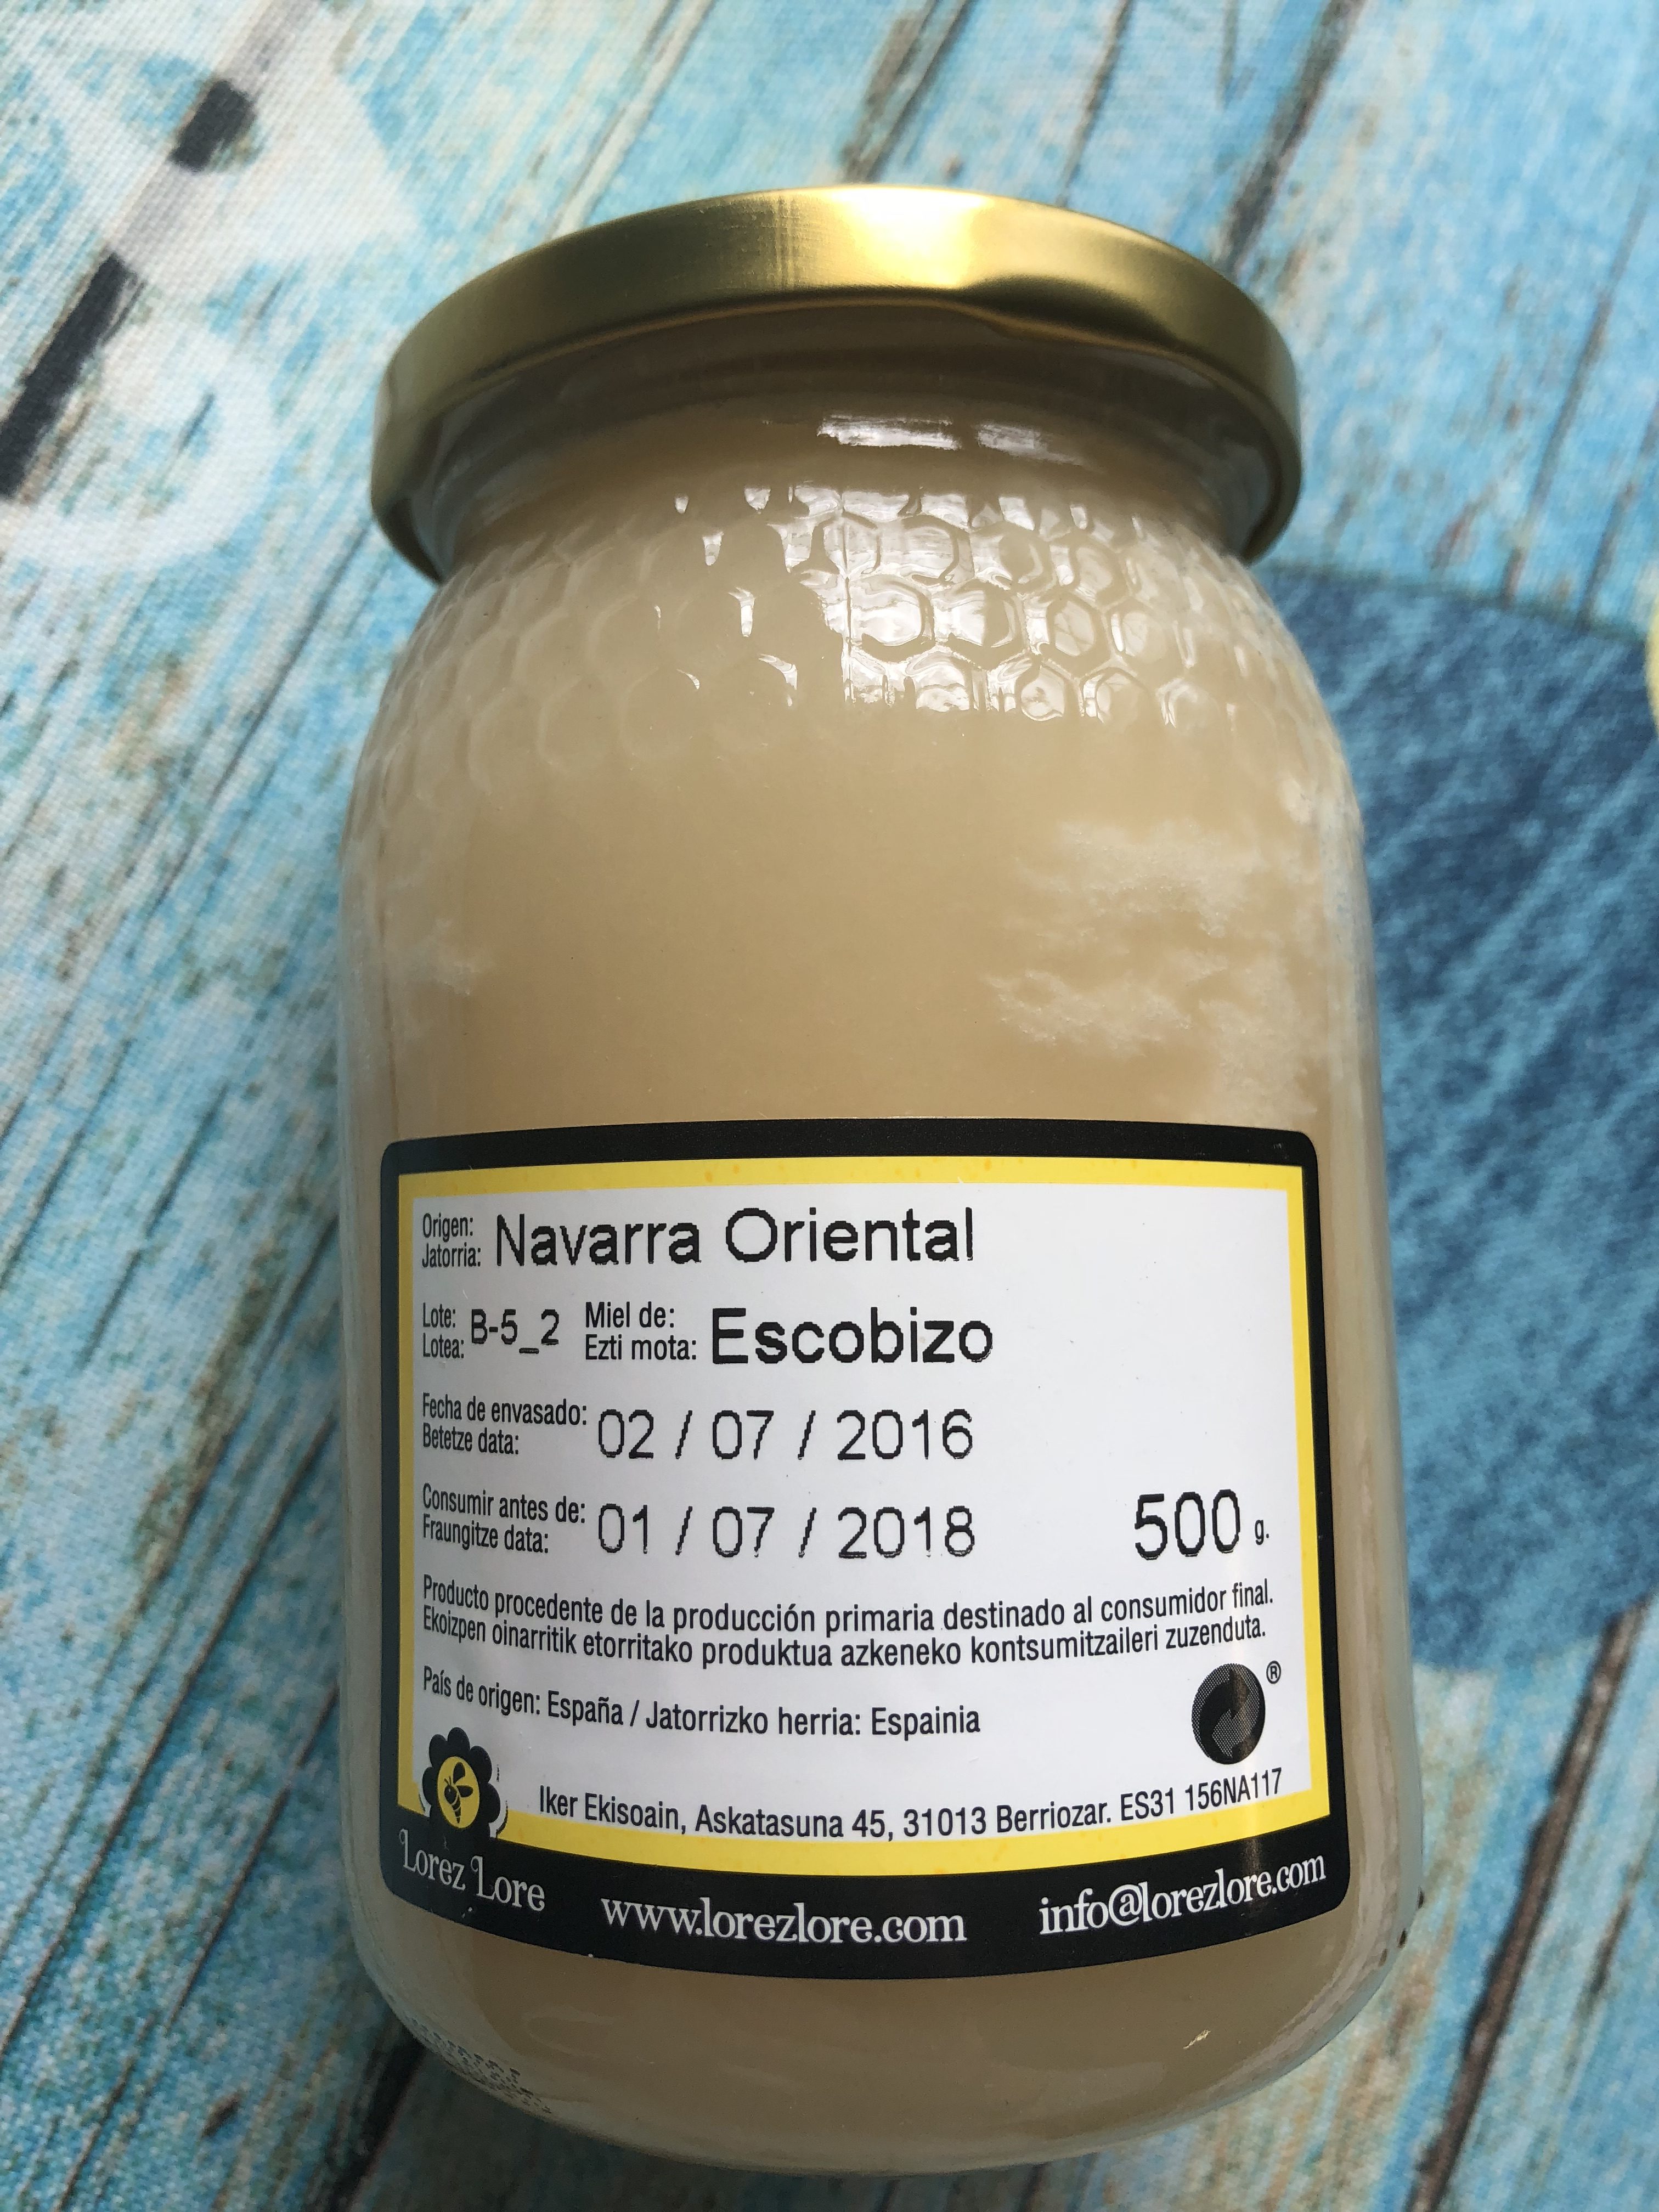 Origen:
Jatorria: Navarra Oriental
Lote:
Lotea: B-5_2
Miel de:
Ezti mota: Escobizo
Fecha de envasado:
Betetze data: 02 / 07 / 2016
Consumir antes de:
Fraungitze data: 01 / 07 / 2018
500 g.
Producto procedente de la producción primaria destinado al consumidor final.
Ekoizpen oinarritik etorritako produktua azkeneko kontsumitzaileri zuzenduta.
País de origen: España / Jatorrizko herria: Espainia
®
Iker Ekisoain, Askatasuna 45, 31013 Berriozar. ES31 156NA117
Lorez Lore www.lorezlore.com info@lorezlore.com